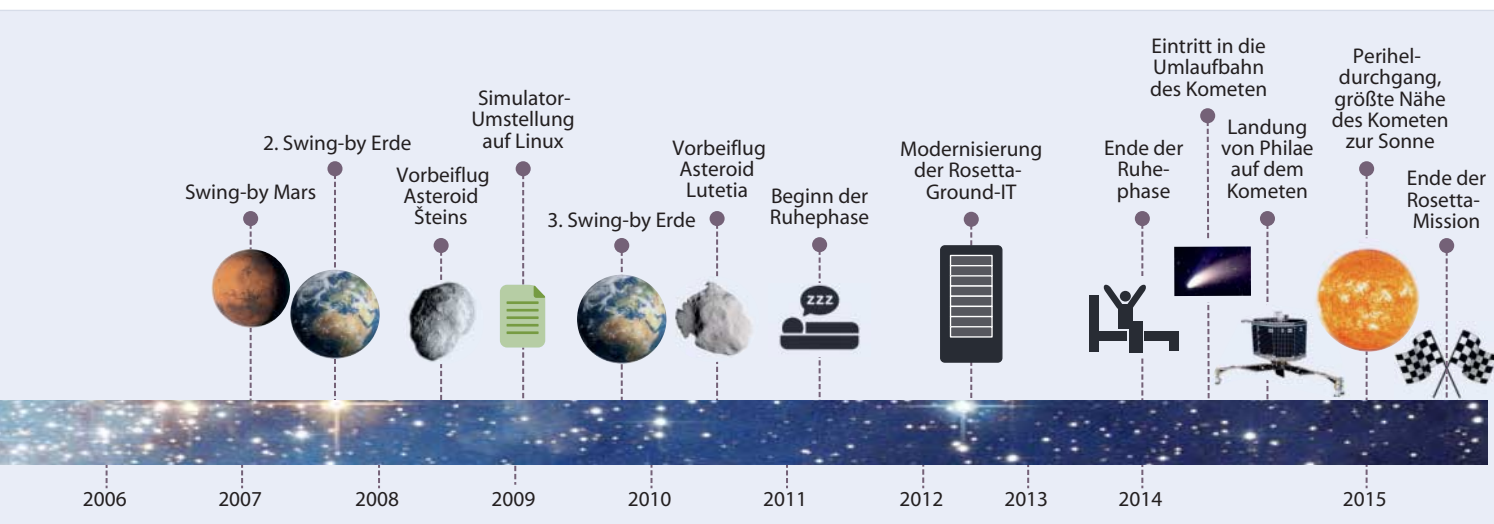 Swing-by Mars
2. Swing-by Erde
Vorbeiflug
Asteroid
Šteins
Simulator-
Umstellung
auf Linux
3. Swing-by Erde
Vorbeiflug
Asteroid
Lutetia
Beginn der
Ruhephase
zzz
Modernisierung
der Rosetta-
Ground-IT
Ende der
Ruhe-
phase
Eintritt in die
Umlaufbahn
des Kometen
Landung
von Philae
auf dem
Kometen
Perihel-
durchgang,
größte Nähe
des Kometen
zur Sonne
Ende der
Rosetta-
Mission
2006
2007
2008
2009
2010
2011
2012
2013
2014
2015